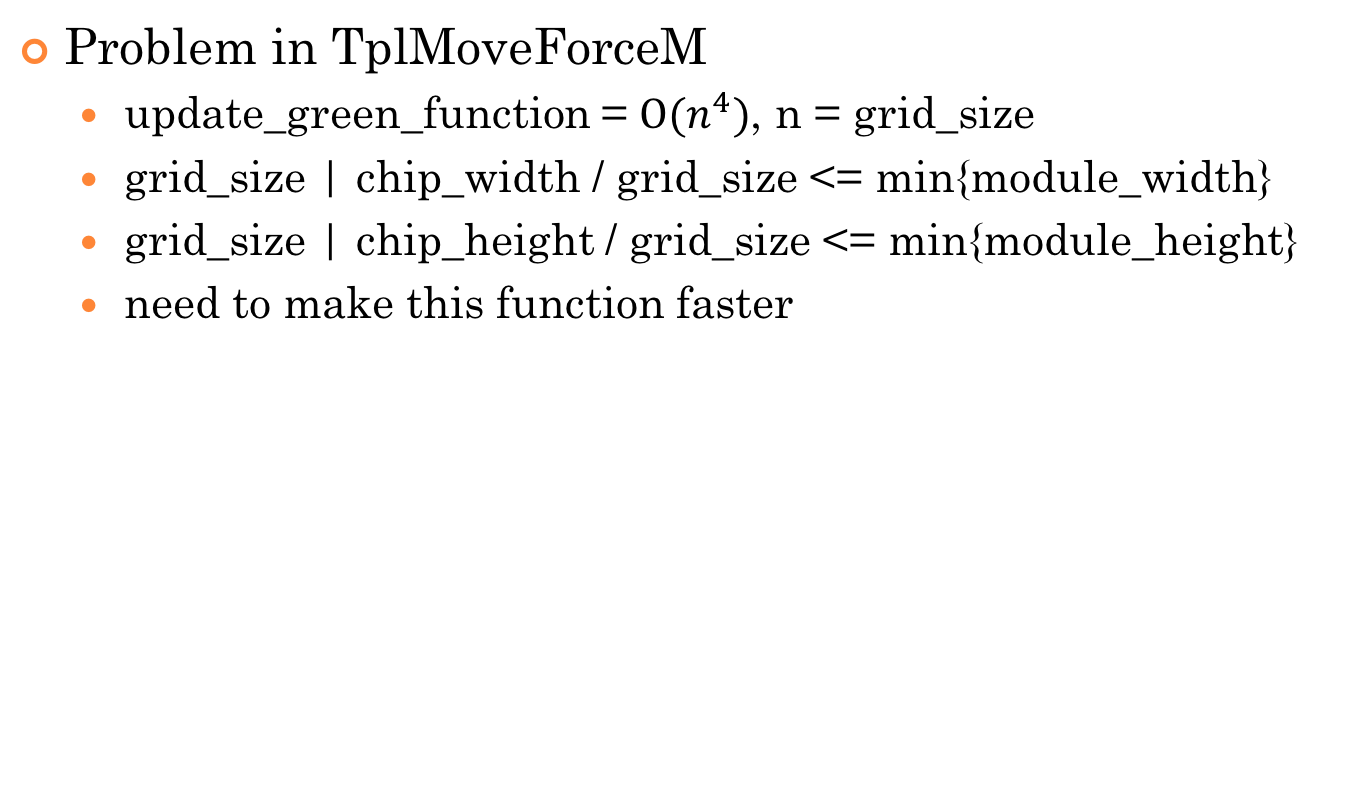 Problem in TplMoveForceM
update_green_function = O(n⁴), n = grid_size
grid_size | chip_width / grid_size <= min{module_width}
grid_size | chip_height / grid_size <= min{module_height}
need to make this function faster